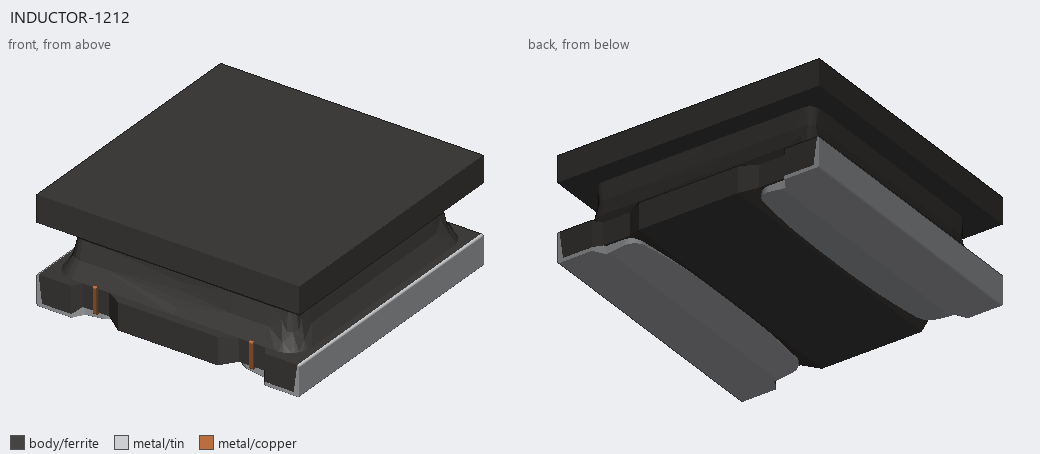 INDUCTOR-1212
front, from above
back, from below
body/ferrite
metal/tin
metal/copper